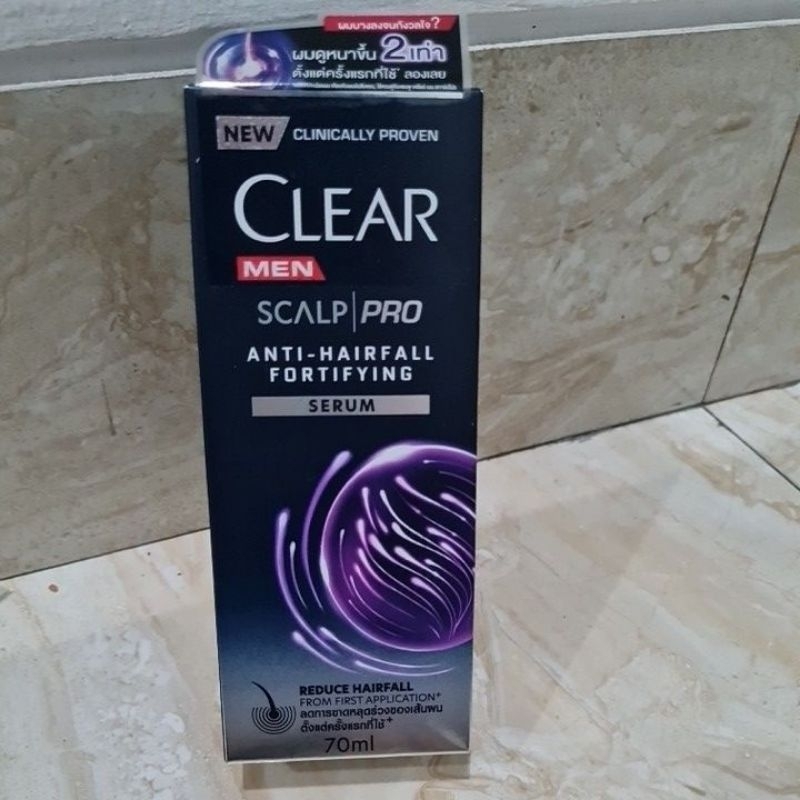 ผมบางลงจนกังวลใจ?
ผมดูหนาขึ้น 2 เท่า
ตั้งแต่ครั้งแรกที่ใช้* ลองเลย
NEW CLINICALLY PROVEN
CLEAR
MEN
SCALP | PRO
ANTI-HAIRFALL
FORTIFYING
SERUM
REDUCE HAIRFALL
FROM FIRST APPLICATION+
ลดการขาดหลุดร่วงของเส้นผม
ตั้งแต่ครั้งแรกที่ใช้+
70ml